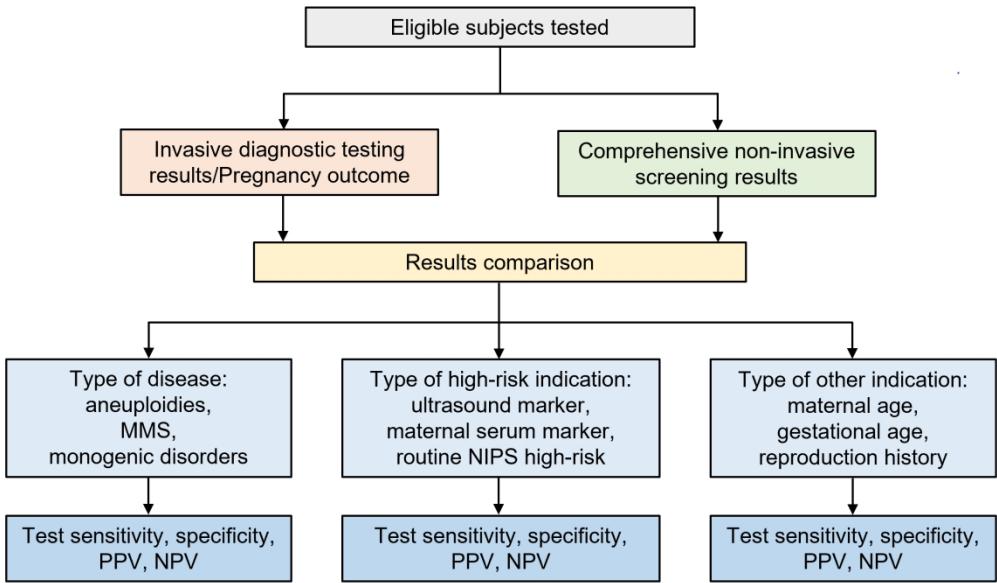 Eligible subjects tested
Invasive diagnostic testing
results/Pregnancy outcome
Comprehensive non-invasive
screening results
Results comparison
Type of disease:
aneuploidies,
MMS,
monogenic disorders
Type of high-risk indication:
ultrasound marker,
maternal serum marker,
routine NIPS high-risk
Type of other indication:
maternal age,
gestational age,
reproduction history
Test sensitivity, specificity,
PPV, NPV
Test sensitivity, specificity,
PPV, NPV
Test sensitivity, specificity,
PPV, NPV